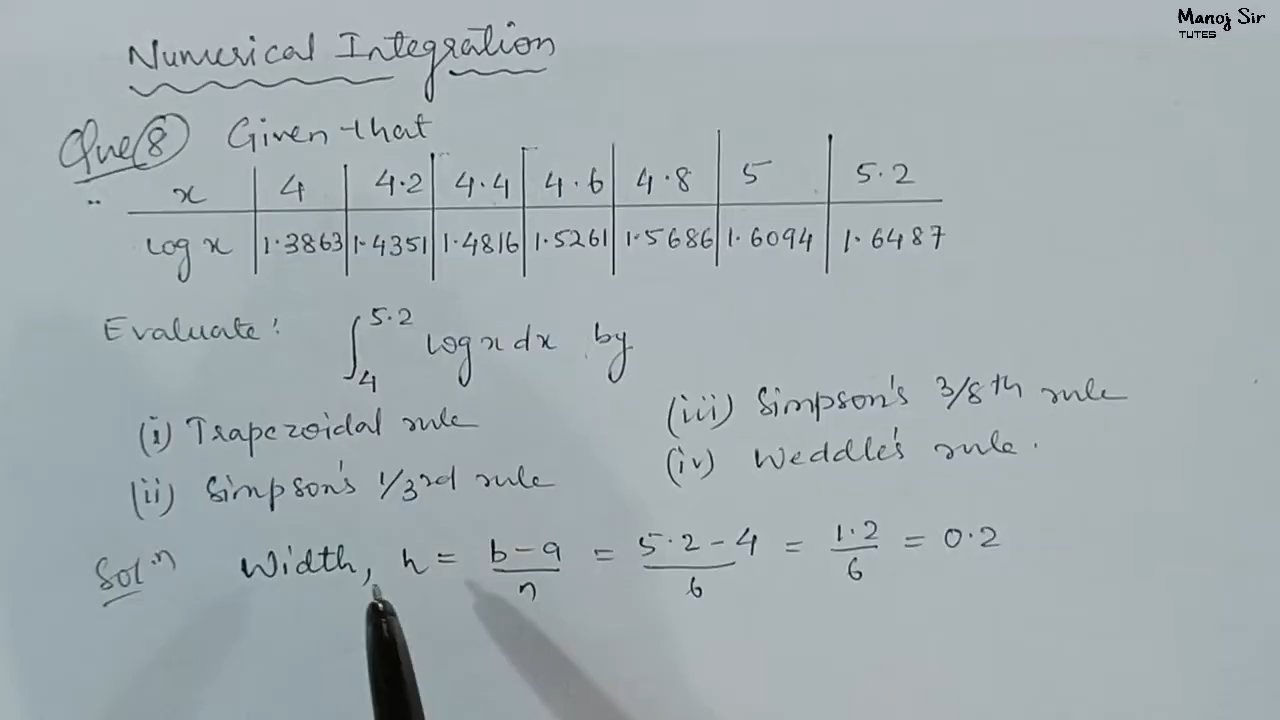 Manoj Sir
TUTES
Numerical Integration
Que(8) Given that
x | 4 | 4.2 | 4.4 | 4.6 | 4.8 | 5 | 5.2
log x | 1.3863 | 1.4351 | 1.4816 | 1.5261 | 1.5686 | 1.6094 | 1.6487
Evaluate: ∫₄^5.2 log x dx by
(i) Trapezoidal rule
(ii) Simpson's 1/3rd rule
(iii) Simpson's 3/8th rule
(iv) Weddle's rule.
Solⁿ Width, h = (b-a)/n = (5.2-4)/6 = 1.2/6 = 0.2